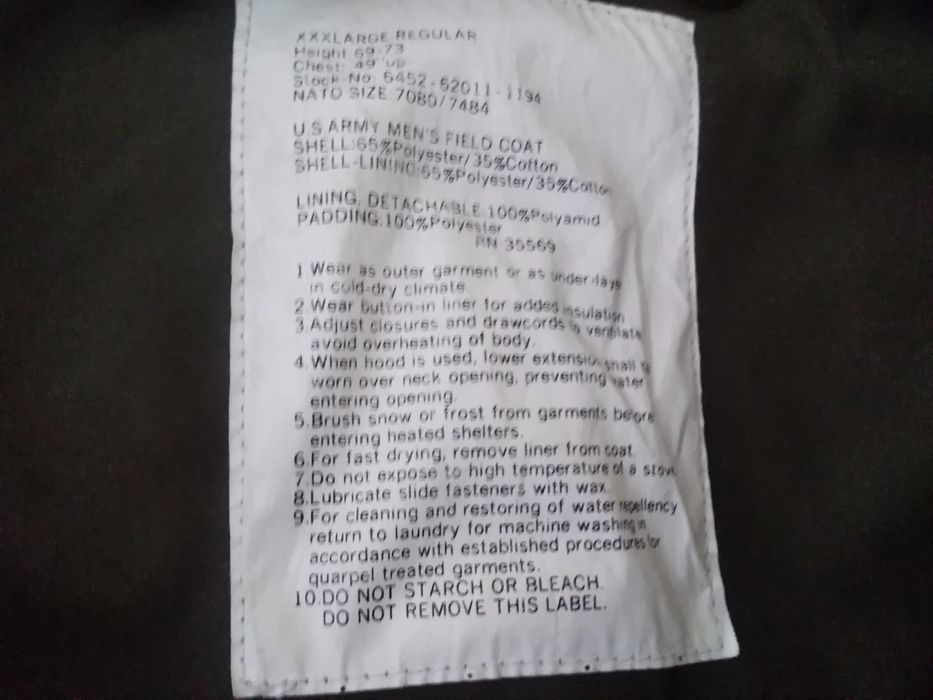 XXXLARGE REGULAR
Height 69-73
Chest: 49 up
Stock No: 6452-62011-1194
NATO SIZE: 7080/7484
U.S ARMY MEN'S FIELD COAT
SHELL:65%Polyester/35%Cotton
SHELL-LINING:65%Polyester/35%Cotton
LINING, DETACHABLE:100%Polyamid
PADDING:100%Polyester
RN 35569
1.Wear as outer garment or as under-laye
in cold-dry climate
2.Wear button-in liner for added insulation
3.Adjust closures and drawcords to ventilate
avoid overheating of body.
4.When hood is used, lower extension shall
worn over neck opening, preventing water
entering opening.
5.Brush snow or frost from garments before
entering heated shelters.
6.For fast drying, remove liner from coat.
7.Do not expose to high temperature of a stove
8.Lubricate slide fasteners with wax.
9.For cleaning and restoring of water repellency
return to laundry for machine washing in
accordance with established procedures for
quarpel treated garments.
10.DO NOT STARCH OR BLEACH.
DO NOT REMOVE THIS LABEL.